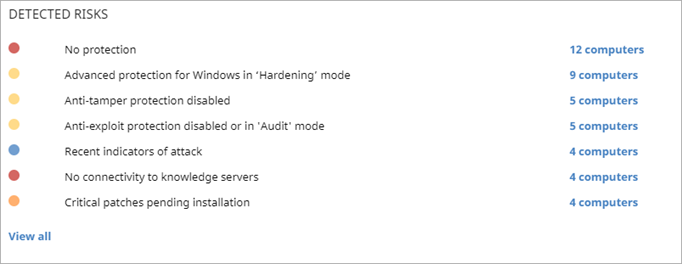 DETECTED RISKS
No protection 12 computers
Advanced protection for Windows in ‘Hardening’ mode 9 computers
Anti-tamper protection disabled 5 computers
Anti-exploit protection disabled or in 'Audit' mode 5 computers
Recent indicators of attack 4 computers
No connectivity to knowledge servers 4 computers
Critical patches pending installation 4 computers
View all